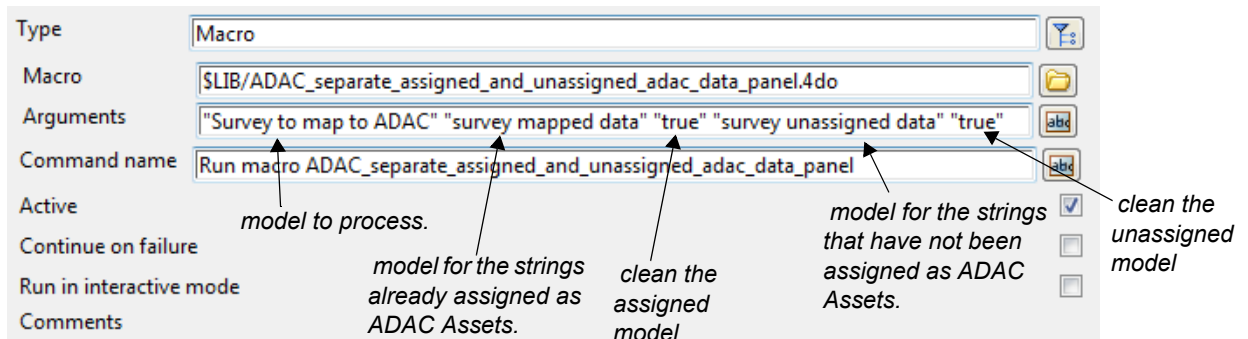 Type
Macro
Macro
$LIB/ADAC_separate_assigned_and_unassigned_adac_data_panel.4do
Arguments
"Survey to map to ADAC" "survey mapped data" "true" "survey unassigned data" "true"
abc
Command name
Run macro ADAC_separate_assigned_and_unassigned_adac_data_panel
abc
Active
Continue on failure
Run in interactive mode
Comments
model to process.
model for the strings
already assigned as
ADAC Assets.
clean the
assigned
model
model for the strings
that have not been
assigned as ADAC
Assets.
clean the
unassigned
model